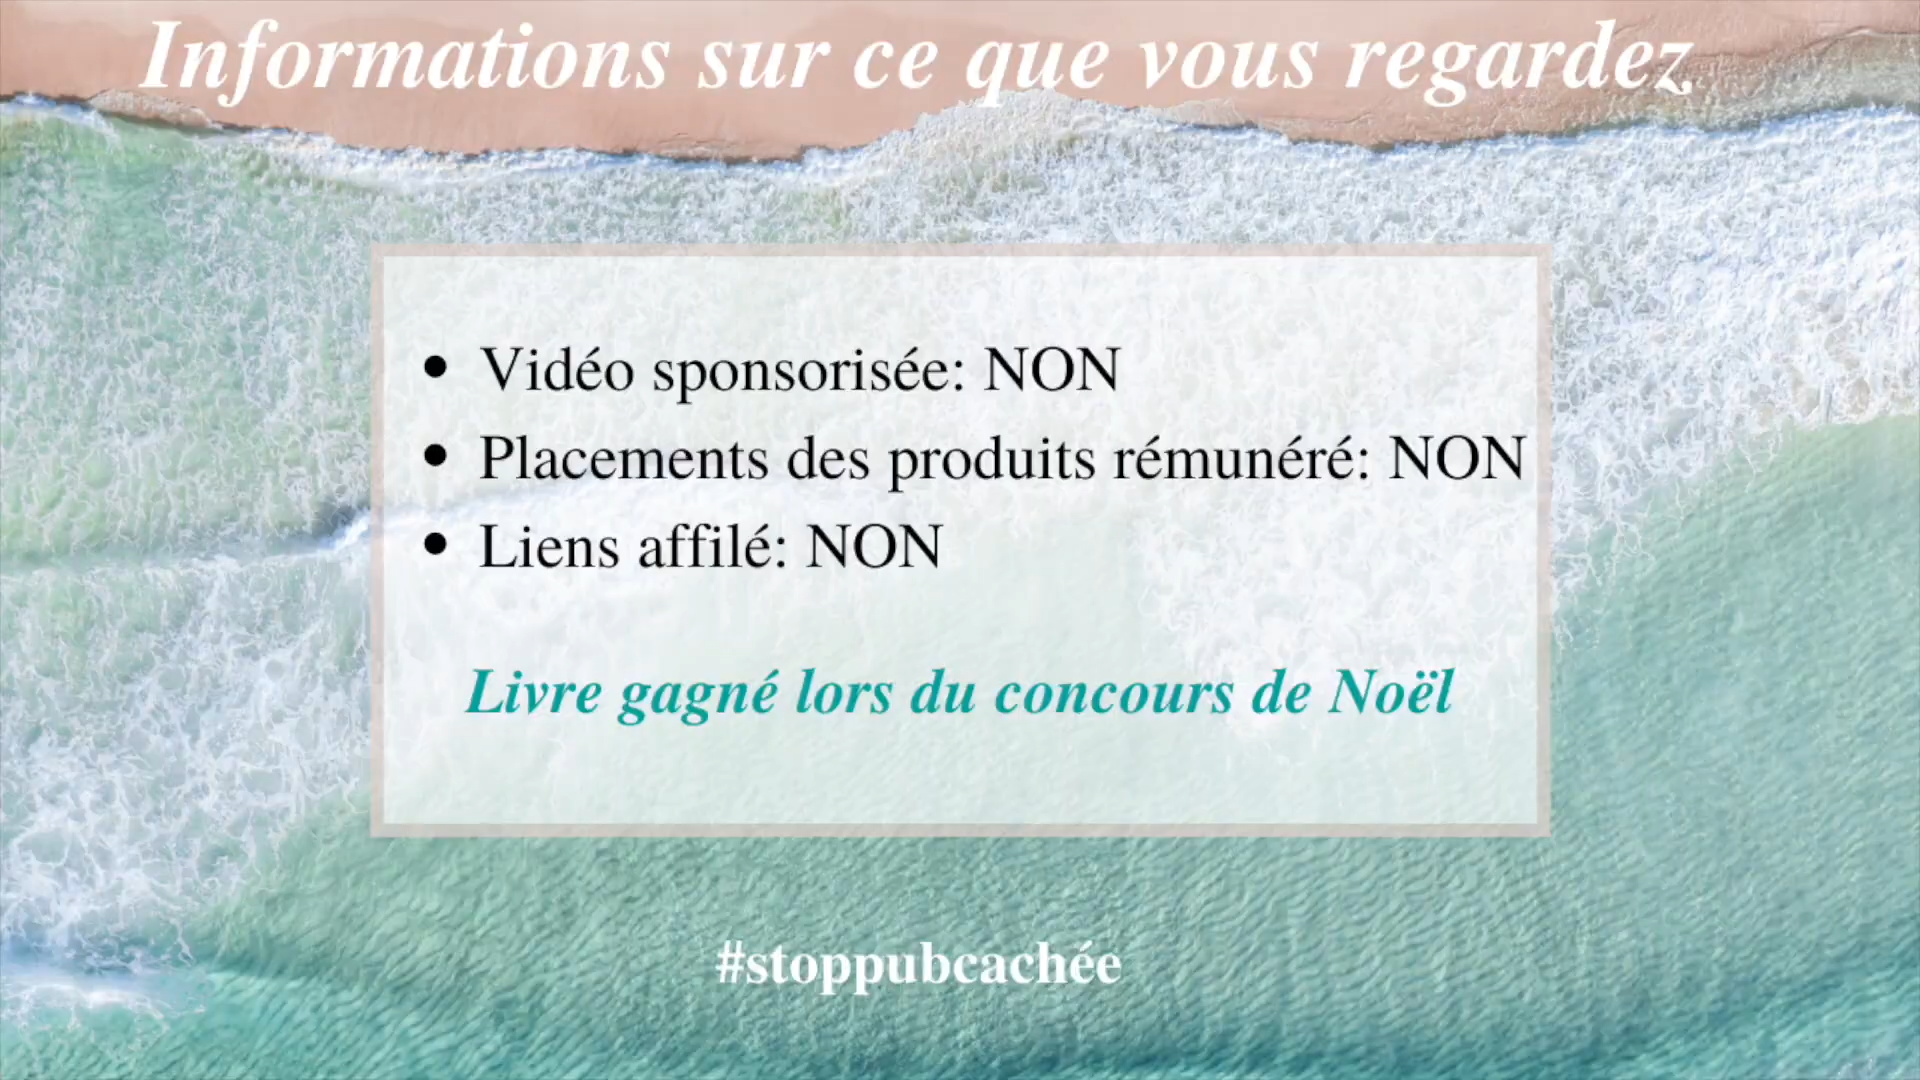 Informations sur ce que vous regardez
• Vidéo sponsorisée: NON
• Placements des produits rémunéré: NON
• Liens affilé: NON
Livre gagné lors du concours de Noël
#stoppubcachée